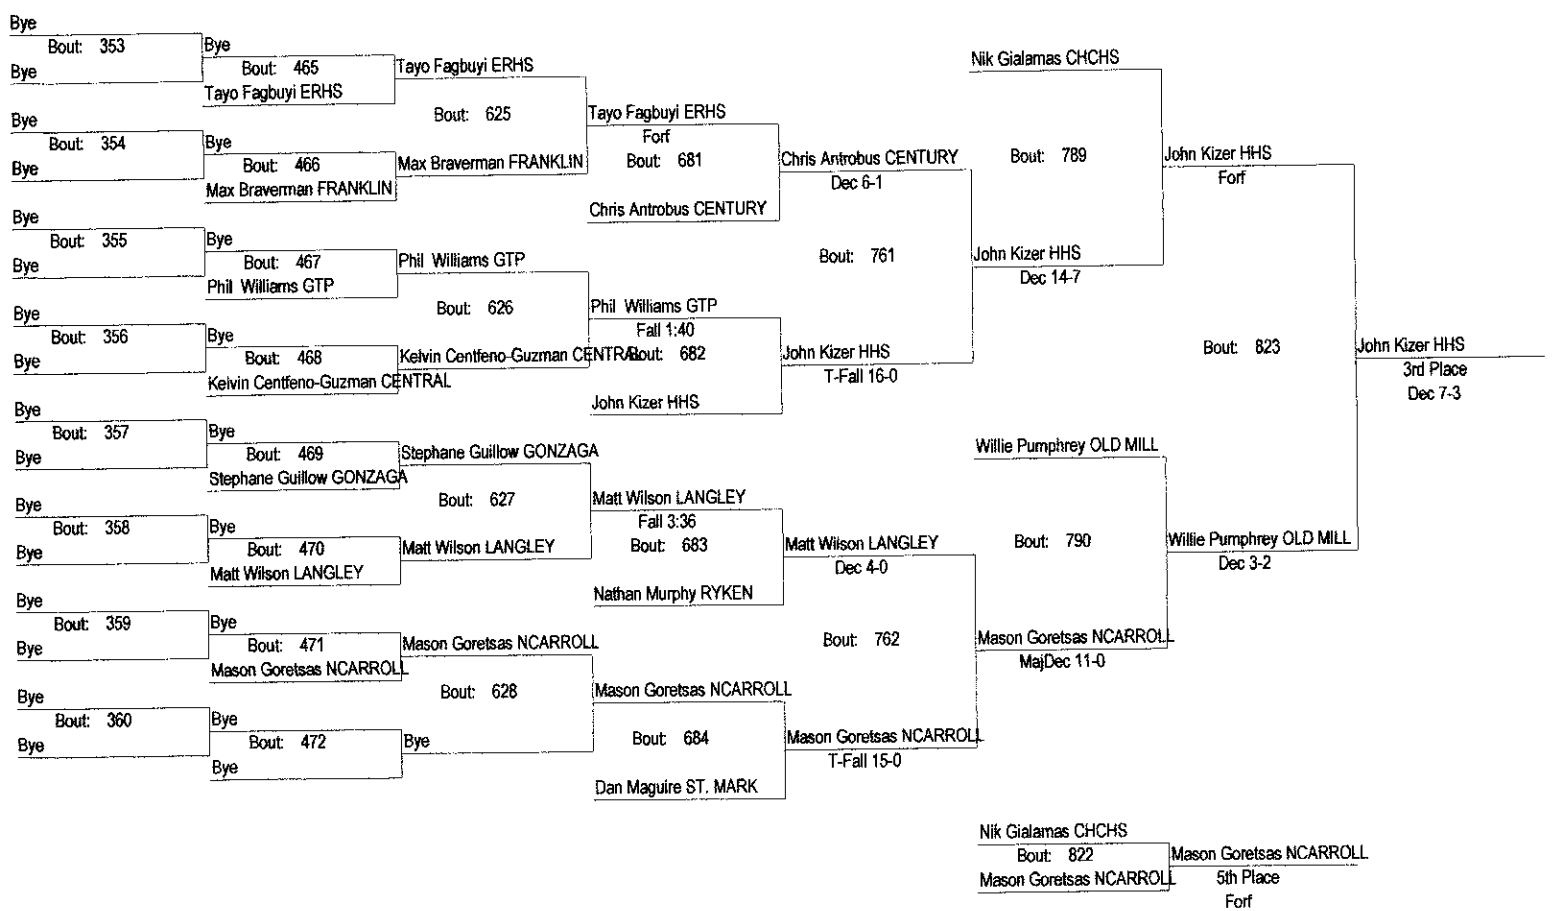 Bye
Bout: 353
Bye
Bye
Bout: 354
Bye
Bye
Bout: 355
Bye
Bye
Bout: 356
Bye
Bye
Bout: 357
Bye
Bye
Bout: 358
Bye
Bye
Bout: 359
Bye
Bye
Bout: 360
Bye
Bye
Bout: 465
Tayo Fagbuyi ERHS
Bye
Bout: 466
Max Braverman FRANKLIN
Bye
Bout: 467
Phil Williams GTP
Bye
Bout: 468
Kelvin Centfeno-Guzman CENTRAL
Bye
Bout: 469
Stephane Guillow GONZAGA
Bye
Bout: 470
Matt Wilson LANGLEY
Bye
Bout: 471
Mason Goretsas NCARROLL
Bye
Bout: 472
Bye
Tayo Fagbuyi ERHS
Bout: 625
Max Braverman FRANKLIN
Phil Williams GTP
Bout: 626
Kelvin Centfeno-Guzman CENTRAL
Stephane Guillow GONZAGA
Bout: 627
Matt Wilson LANGLEY
Mason Goretsas NCARROLL
Bout: 628
Bye
Tayo Fagbuyi ERHS
Forf
Bout: 681
Chris Antrobus CENTURY
Phil Williams GTP
Fall 1:40
Bout: 682
John Kizer HHS
Matt Wilson LANGLEY
Fall 3:36
Bout: 683
Nathan Murphy RYKEN
Mason Goretsas NCARROLL
Bout: 684
Dan Maguire ST. MARK
Chris Antrobus CENTURY
Dec 6-1
Bout: 761
John Kizer HHS
T-Fall 16-0
Matt Wilson LANGLEY
Dec 4-0
Bout: 762
Mason Goretsas NCARROLL
T-Fall 15-0
Nik Gialamas CHCHS
Bout: 789
John Kizer HHS
Dec 14-7
Willie Pumphrey OLD MILL
Bout: 790
Mason Goretsas NCARROLL
MajDec 11-0
John Kizer HHS
Forf
Bout: 823
Willie Pumphrey OLD MILL
Dec 3-2
John Kizer HHS
3rd Place
Dec 7-3
Nik Gialamas CHCHS
Bout: 822
Mason Goretsas NCARROLL
Mason Goretsas NCARROLL
5th Place
Forf